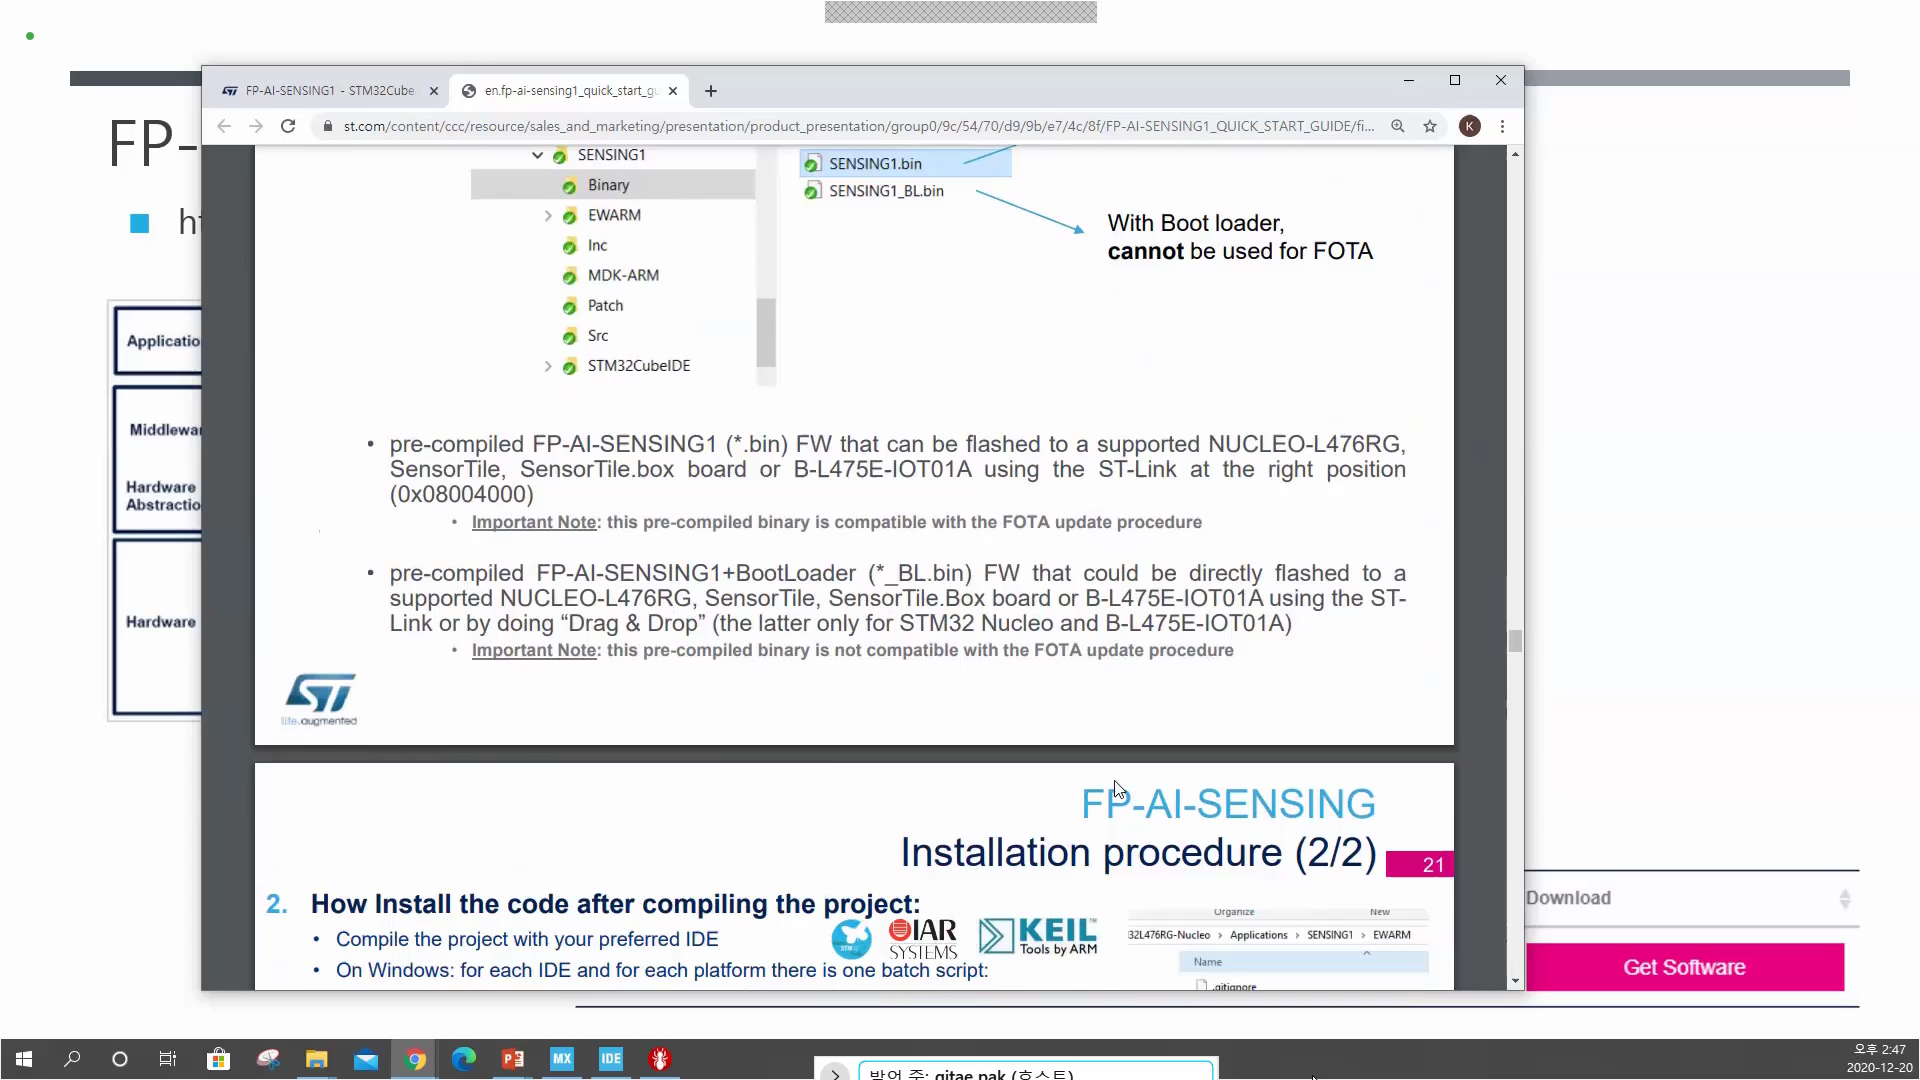 FP-AI-SENSING1 - STM32Cube
en.fp-ai-sensing1_quick_start_gu
st.com/content/ccc/resource/sales_and_marketing/presentation/product_presentation/group0/9c/54/70/d9/9b/e7/4c/8f/FP-AI-SENSING1_QUICK_START_GUIDE/fi...
K
FP-
ht
Applicatio
Middlewar
Hardware
Abstractio
Hardware
SENSING1
Binary
EWARM
Inc
MDK-ARM
Patch
Src
STM32CubeIDE
SENSING1.bin
SENSING1_BL.bin
With Boot loader,
cannot be used for FOTA
• pre-compiled FP-AI-SENSING1 (*.bin) FW that can be flashed to a supported NUCLEO-L476RG,
SensorTile, SensorTile.box board or B-L475E-IOT01A using the ST-Link at the right position
(0x08004000)
• Important Note: this pre-compiled binary is compatible with the FOTA update procedure
• pre-compiled FP-AI-SENSING1+BootLoader (*_BL.bin) FW that could be directly flashed to a
supported NUCLEO-L476RG, SensorTile, SensorTile.Box board or B-L475E-IOT01A using the ST-
Link or by doing “Drag & Drop” (the latter only for STM32 Nucleo and B-L475E-IOT01A)
• Important Note: this pre-compiled binary is not compatible with the FOTA update procedure
life.augmented
FP-AI-SENSING
Installation procedure (2/2)
21
2. How Install the code after compiling the project:
• Compile the project with your preferred IDE
• On Windows: for each IDE and for each platform there is one batch script:
IAR
SYSTEMS
KEIL
Tools by ARM
Organize
New
32L476RG-Nucleo > Applications > SENSING1 > EWARM
Name
.gitignore
Download
Get Software
MX
IDE
발언 중: gitae pak (호스트)
오후 2:47
2020-12-20